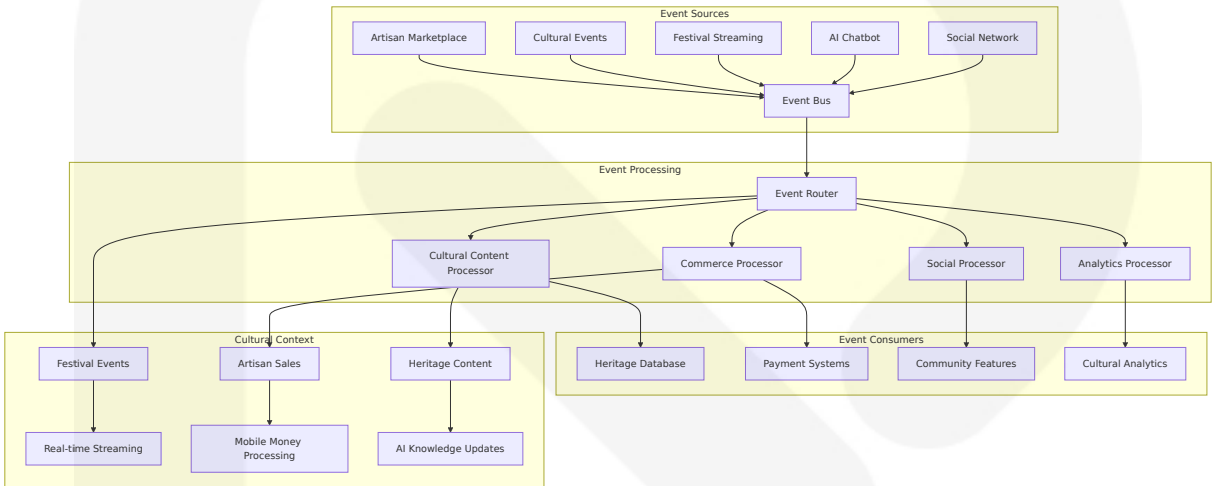 Event Sources
Artisan Marketplace
Cultural Events
Festival Streaming
AI Chatbot
Social Network
Event Bus
Event Processing
Event Router
Cultural Content
Processor
Commerce Processor
Social Processor
Analytics Processor
Cultural Context
Event Consumers
Festival Events
Artisan Sales
Heritage Content
Heritage Database
Payment Systems
Community Features
Cultural Analytics
Real-time Streaming
Mobile Money
Processing
AI Knowledge Updates